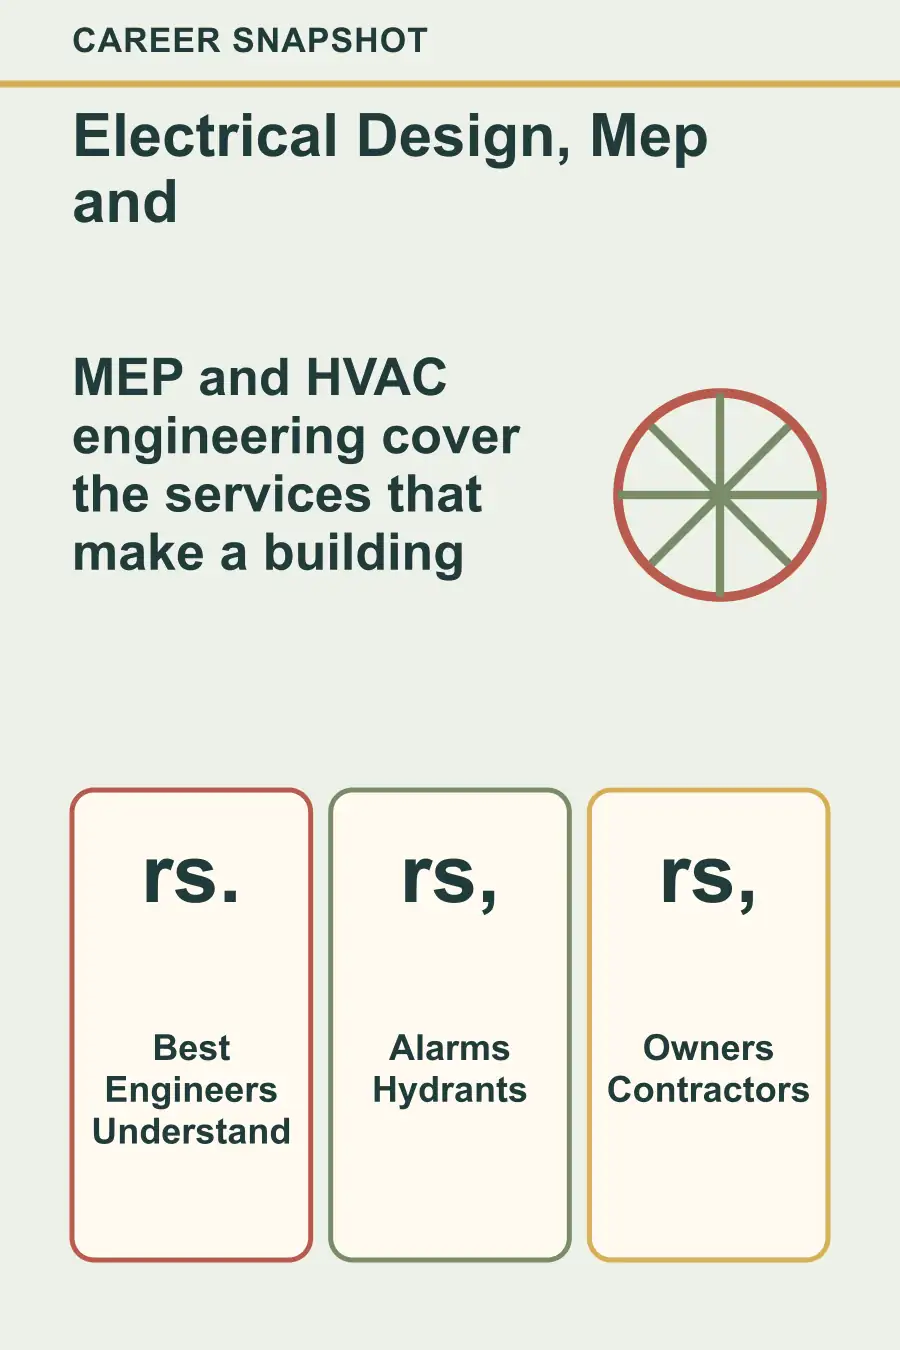 CAREER SNAPSHOT
Electrical Design, Mep
and
MEP and HVAC
engineering cover
the services that
make a building
rs.
Best
Engineers
Understand
rs,
Alarms
Hydrants
rs,
Owners
Contractors